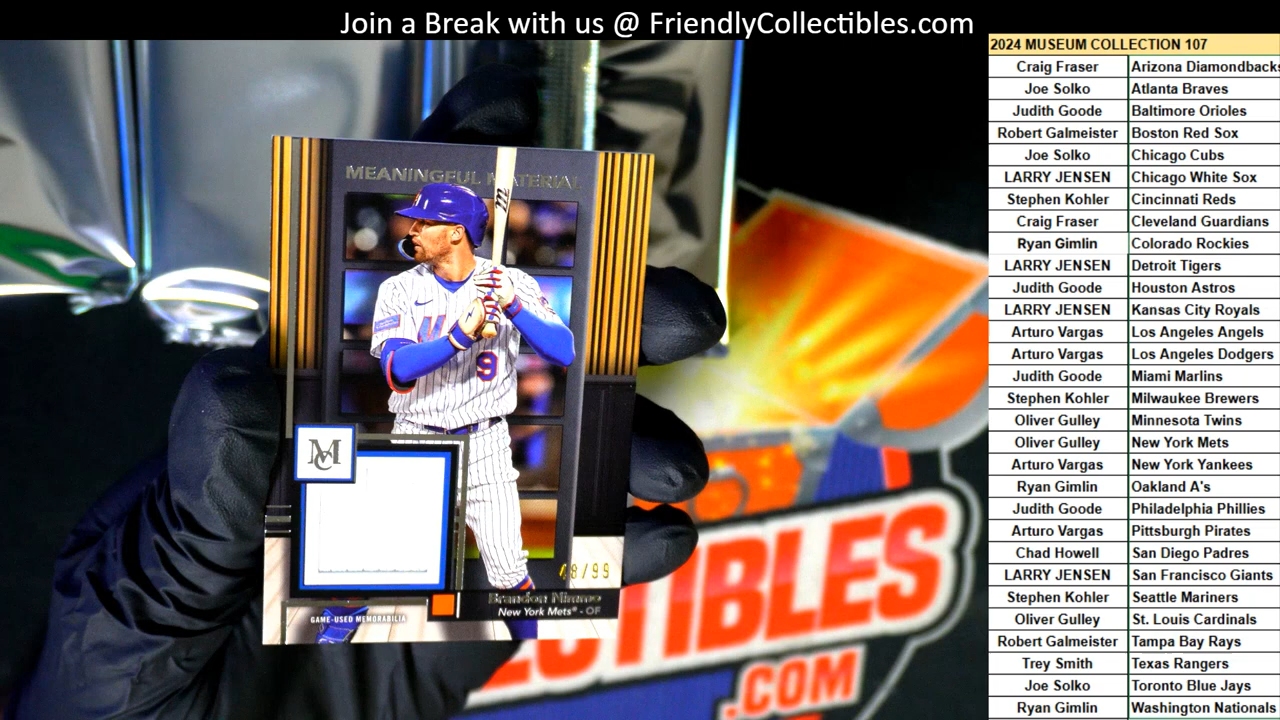 Join a Break with us @ FriendlyCollectibles.com
2024 MUSEUM COLLECTION 107
Craig Fraser Arizona Diamondbacks
Joe Solko Atlanta Braves
Judith Goode Baltimore Orioles
Robert Galmeister Boston Red Sox
Joe Solko Chicago Cubs
LARRY JENSEN Chicago White Sox
Stephen Kohler Cincinnati Reds
Craig Fraser Cleveland Guardians
Ryan Gimlin Colorado Rockies
LARRY JENSEN Detroit Tigers
Judith Goode Houston Astros
LARRY JENSEN Kansas City Royals
Arturo Vargas Los Angeles Angels
Arturo Vargas Los Angeles Dodgers
Judith Goode Miami Marlins
Stephen Kohler Milwaukee Brewers
Oliver Gulley Minnesota Twins
Oliver Gulley New York Mets
Arturo Vargas New York Yankees
Ryan Gimlin Oakland A's
Judith Goode Philadelphia Phillies
Arturo Vargas Pittsburgh Pirates
Chad Howell San Diego Padres
LARRY JENSEN San Francisco Giants
Stephen Kohler Seattle Mariners
Oliver Gulley St. Louis Cardinals
Robert Galmeister Tampa Bay Rays
Trey Smith Texas Rangers
Joe Solko Toronto Blue Jays
Ryan Gimlin Washington Nationals
MEANINGFUL MATERIAL
9
MC
48/99
Brandon Nimmo
New York Mets® - OF
GAME-USED MEMORABILIA
CTIBLES
.COM